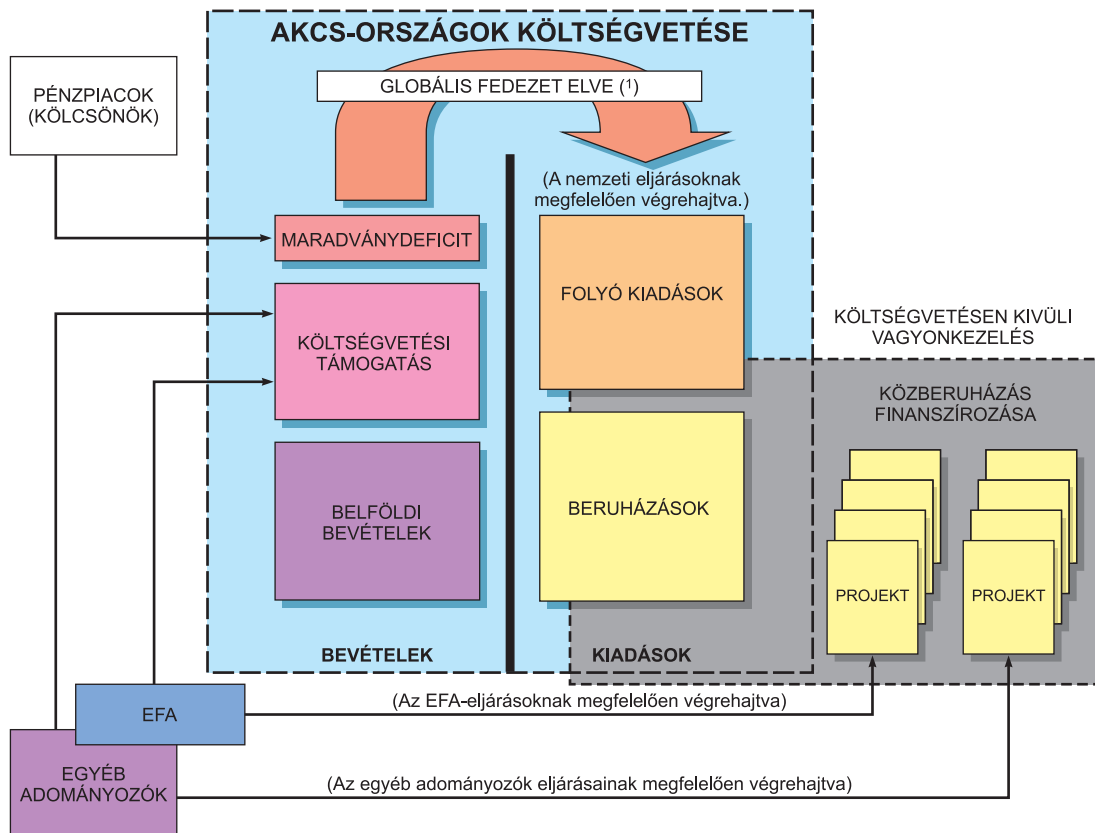 AKCS-ORSZÁGOK KÖLTSÉGVETÉSE
GLOBÁLIS FEDEZET ELVE (¹)
PÉNZPIACOK
(KÖLCSÖNÖK)
(A nemzeti eljárásoknak
megfelelően végrehajtva.)
MARADVÁNYDEFICIT
FOLYÓ KIADÁSOK
KÖLTSÉGVETÉSI
TÁMOGATÁS
KÖLTSÉGVETÉSEN KIVÜLI
VAGYONKEZELÉS
KÖZBERUHÁZÁS
FINANSZÍROZÁSA
BELFÖLDI
BEVÉTELEK
BERUHÁZÁSOK
PROJEKT
PROJEKT
BEVÉTELEK
KIADÁSOK
EFA
(Az EFA-eljárásoknak megfelelően végrehajtva)
EGYÉB
ADOMÁNYOZÓK
(Az egyéb adományozók eljárásainak megfelelően végrehajtva)